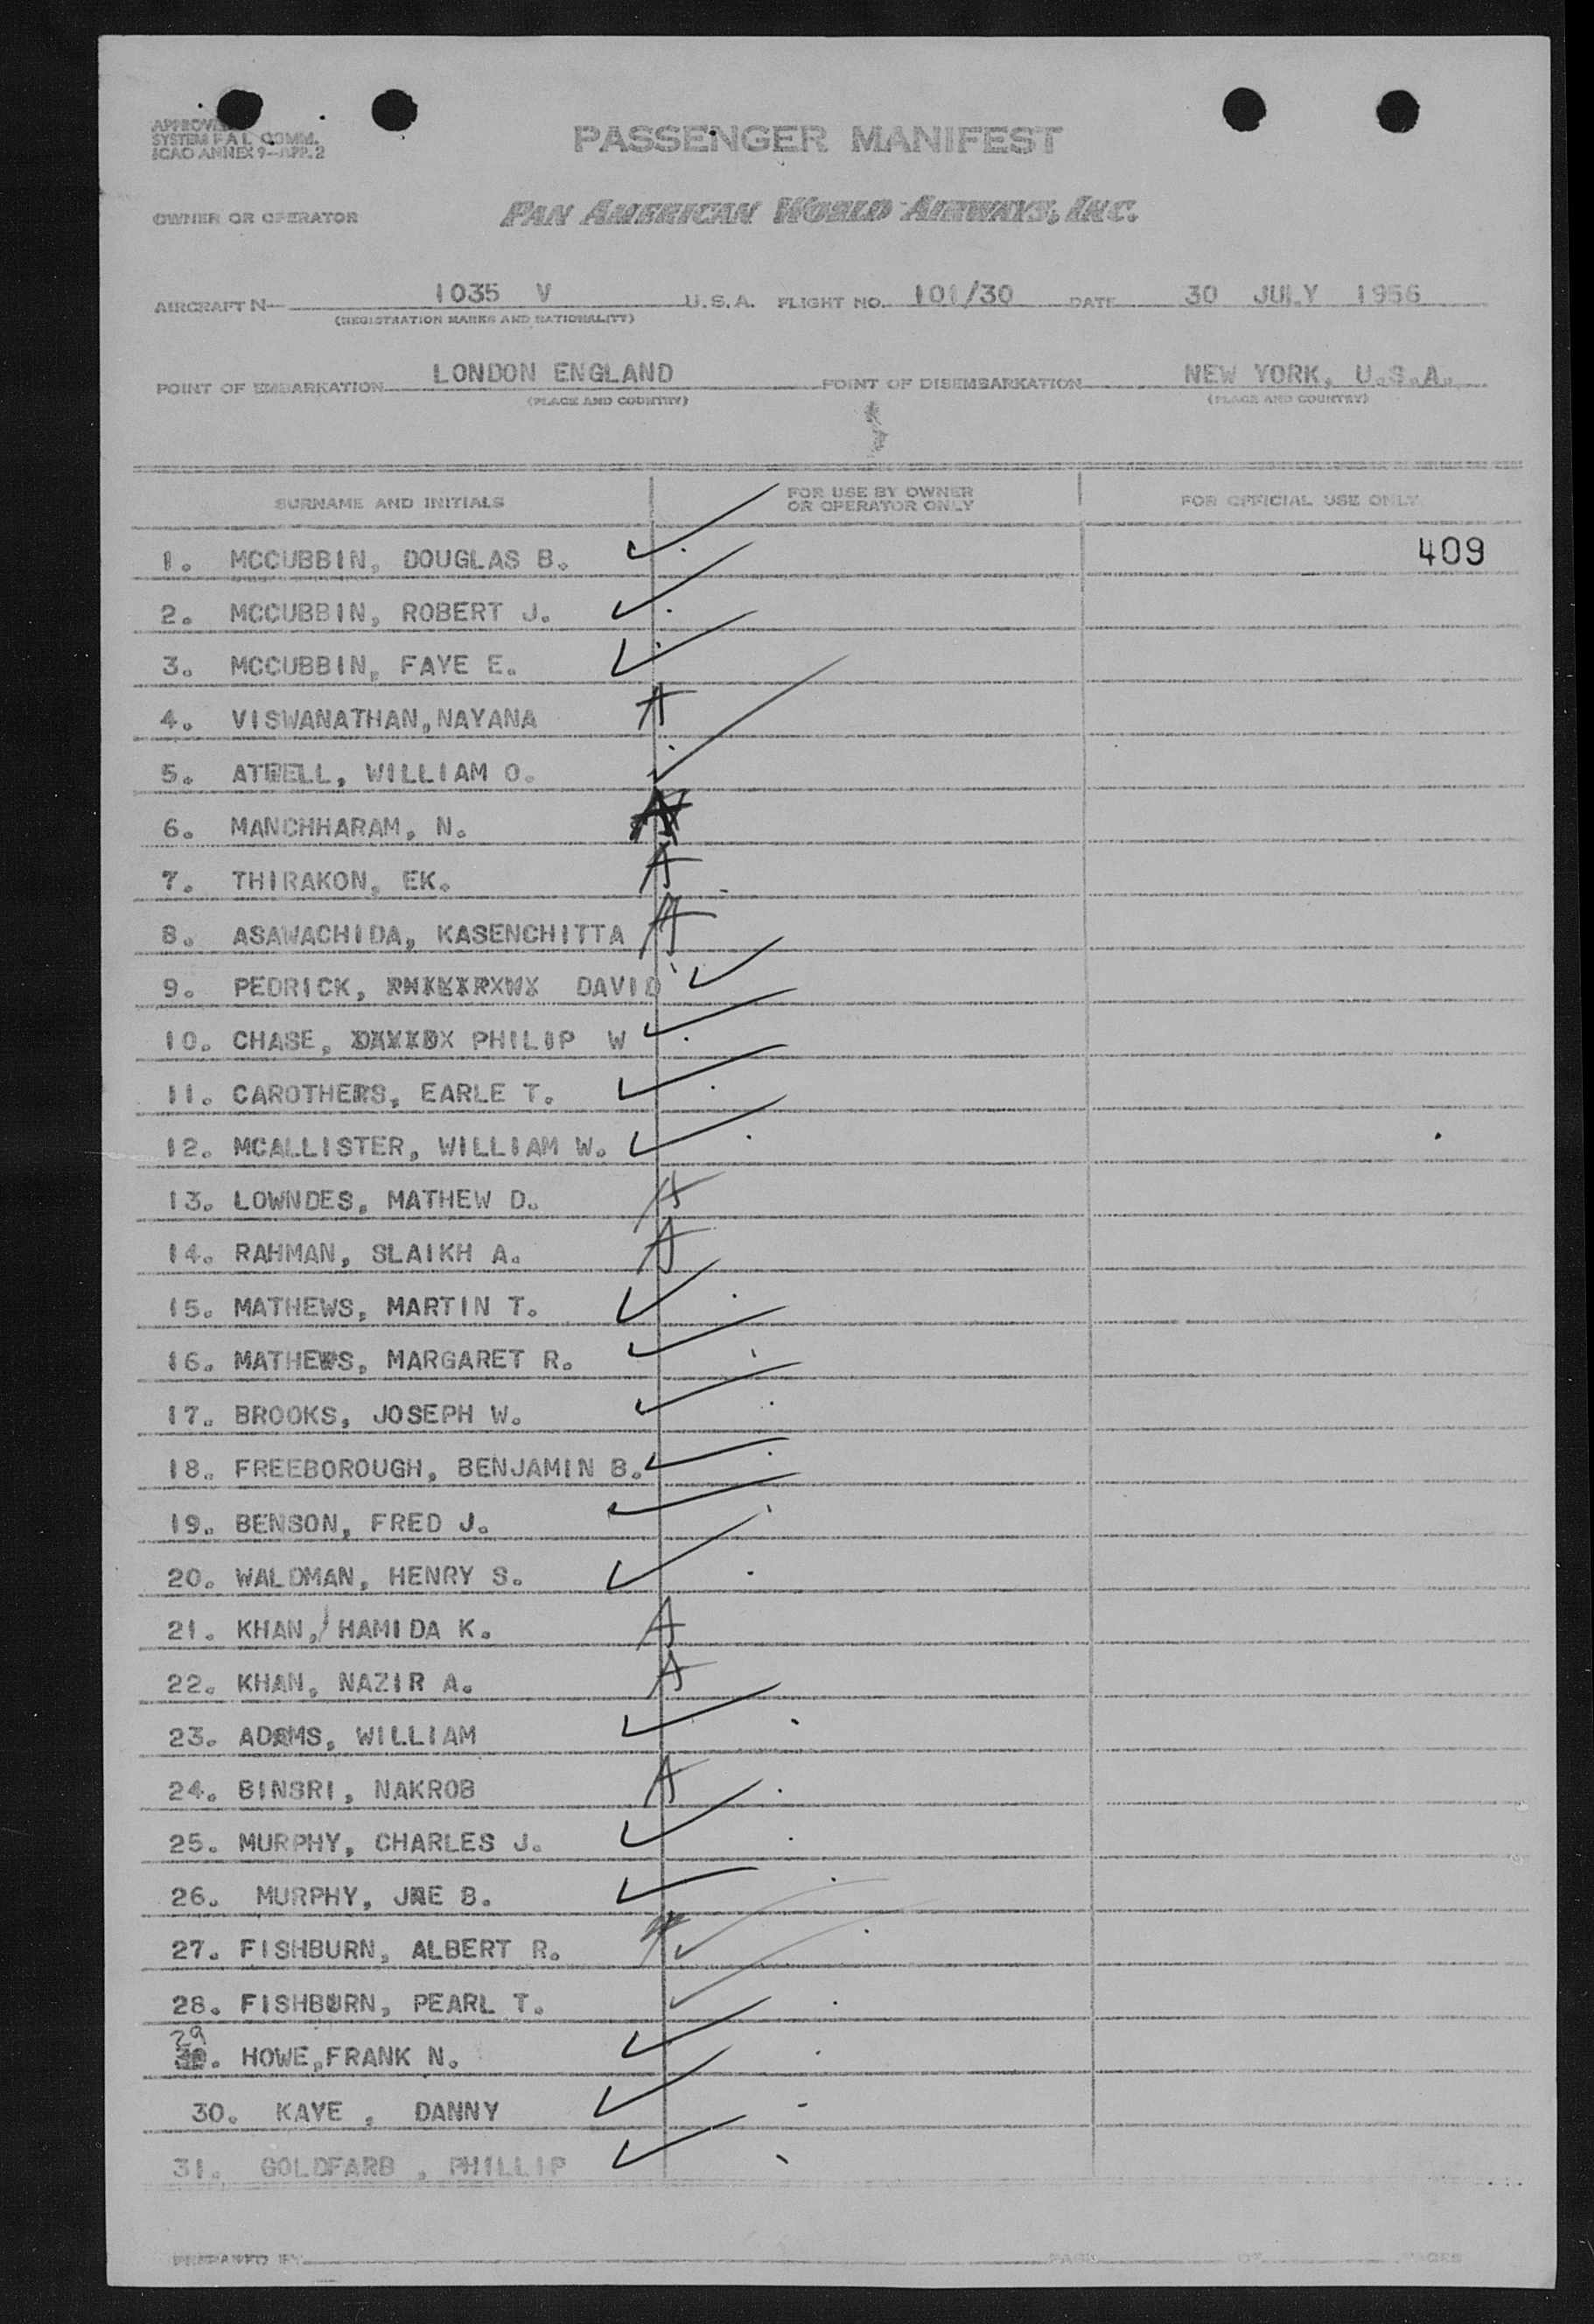 APPROVED
SYSTEM F A L COMM.
ICAO ANNEX 9-APP. 2
PASSENGER MANIFEST
OWNER OR OPERATOR PAN AMERICAN WORLD AIRWAYS, INC.
AIRCRAFT N 1035 V U.S.A. FLIGHT NO. 101/30 DATE 30 JULY 1956
(REGISTRATION MARKS AND NATIONALITY)
POINT OF EMBARKATION LONDON ENGLAND POINT OF DISEMBARKATION NEW YORK, U.S.A.
(PLACE AND COUNTRY) (PLACE AND COUNTRY)
SURNAME AND INITIALS FOR USE BY OWNER OR OPERATOR ONLY FOR OFFICIAL USE ONLY
1. MCCUBBIN, DOUGLAS B. 409
2. MCCUBBIN, ROBERT J.
3. MCCUBBIN, FAYE E.
4. VISWANATHAN,NAYANA A
5. ATWELL, WILLIAM O.
6. MANCHHARAM, N. A
7. THIRAKON, EK. A
8. ASAWACHIDA, KASENCHITTA A
9. PEDRICK, DAVID
10. CHASE, PHILIP W
11. CAROTHERS, EARLE T.
12. MCALLISTER, WILLIAM W.
13. LOWNDES, MATHEW D. A
14. RAHMAN, SLAIKH A. A
15. MATHEWS, MARTIN T.
16. MATHEWS, MARGARET R.
17. BROOKS, JOSEPH W.
18. FREEBOROUGH, BENJAMIN B.
19. BENSON, FRED J.
20. WALDMAN, HENRY S.
21. KHAN, HAMIDA K. A
22. KHAN, NAZIR A. A
23. ADAMS, WILLIAM
24. BINSRI, NAKROB A
25. MURPHY, CHARLES J.
26. MURPHY, B.
27. FISHBURN, ALBERT R.
28. FISHBURN, PEARL T.
29
HOWE,FRANK N.
30. KAYE , DANNY
31. GOLDFARB , PHILLIP
PREPARED BY PAGE OF PAGES